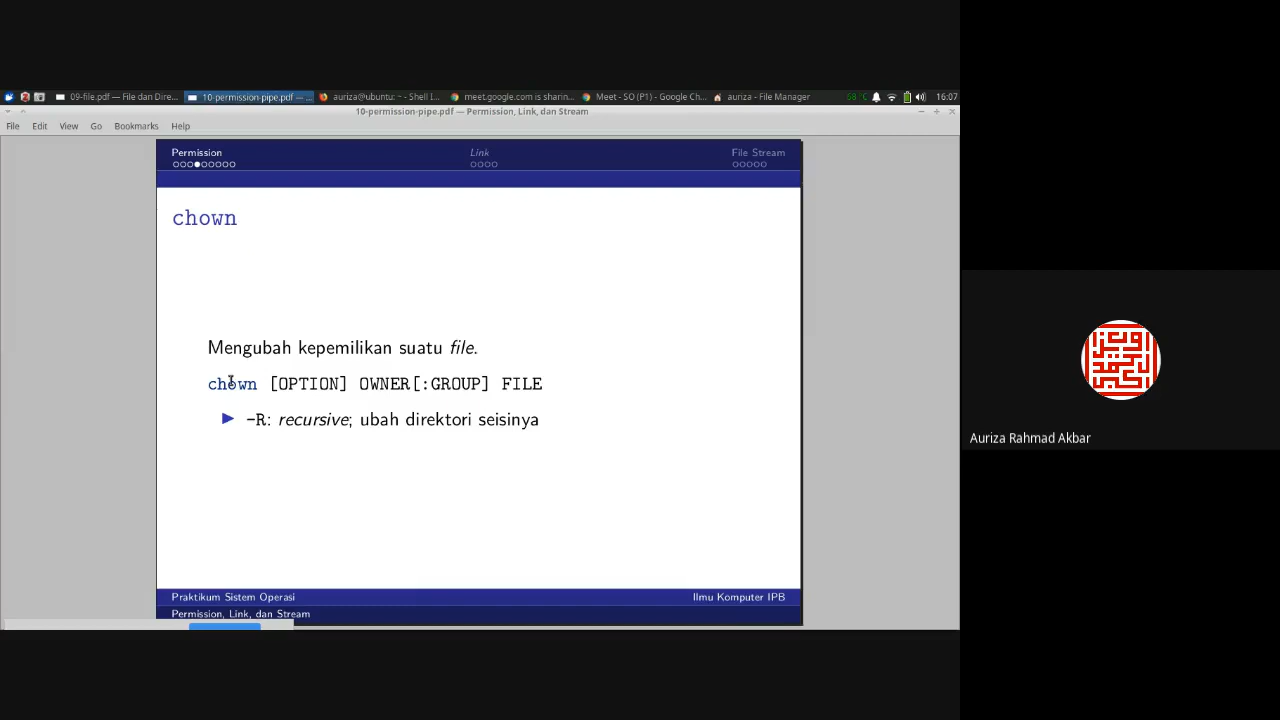 09-file.pdf — File dan Dire...
10-permission-pipe.pdf — ...
auriza@ubuntu: ~ - Shell I...
meet.google.com is sharin...
Meet - SO (P1) - Google Ch...
auriza - File Manager
68°C
16:07
10-permission-pipe.pdf — Permission, Link, dan Stream
File Edit View Go Bookmarks Help
Permission Link File Stream
chown
Mengubah kepemilikan suatu file.
chown [OPTION] OWNER[:GROUP] FILE
-R: recursive; ubah direktori seisinya
Auriza Rahmad Akbar
Praktikum Sistem Operasi Ilmu Komputer IPB
Permission, Link, dan Stream